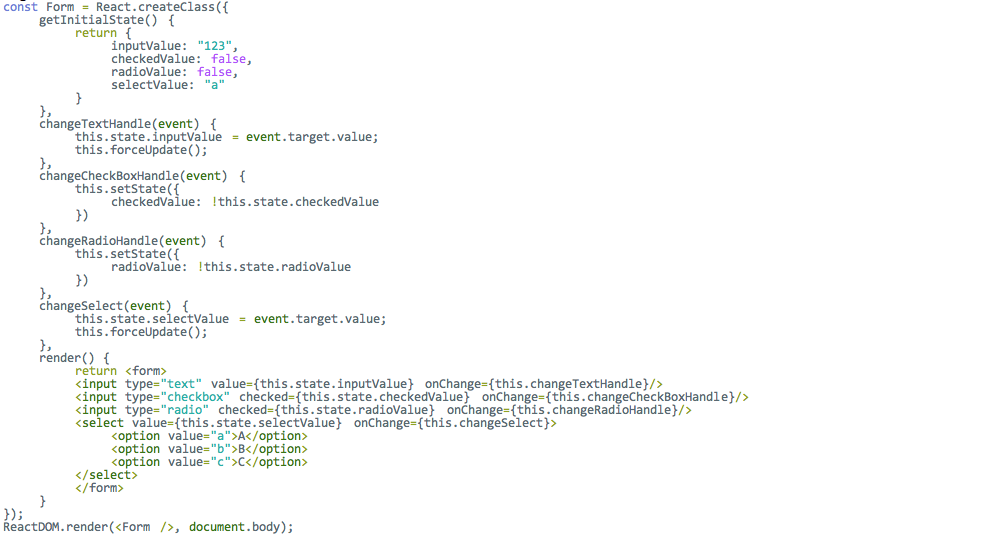 const Form = React.createClass({
    getInitialState() {
        return {
            inputValue: "123",
            checkedValue: false,
            radioValue: false,
            selectValue: "a"
        }
    },
    changeTextHandle(event) {
        this.state.inputValue = event.target.value;
        this.forceUpdate();
    },
    changeCheckBoxHandle(event) {
        this.setState({
            checkedValue: !this.state.checkedValue
        })
    },
    changeRadioHandle(event) {
        this.setState({
            radioValue: !this.state.radioValue
        })
    },
    changeSelect(event) {
        this.state.selectValue = event.target.value;
        this.forceUpdate();
    },
    render() {
        return <form>
        <input type="text" value={this.state.inputValue} onChange={this.changeTextHandle}/>
        <input type="checkbox" checked={this.state.checkedValue} onChange={this.changeCheckBoxHandle}/>
        <input type="radio" checked={this.state.radioValue} onChange={this.changeRadioHandle}/>
        <select value={this.state.selectValue} onChange={this.changeSelect}>
            <option value="a">A</option>
            <option value="b">B</option>
            <option value="c">C</option>
        </select>
        </form>
    }
});
ReactDOM.render(<Form />, document.body);